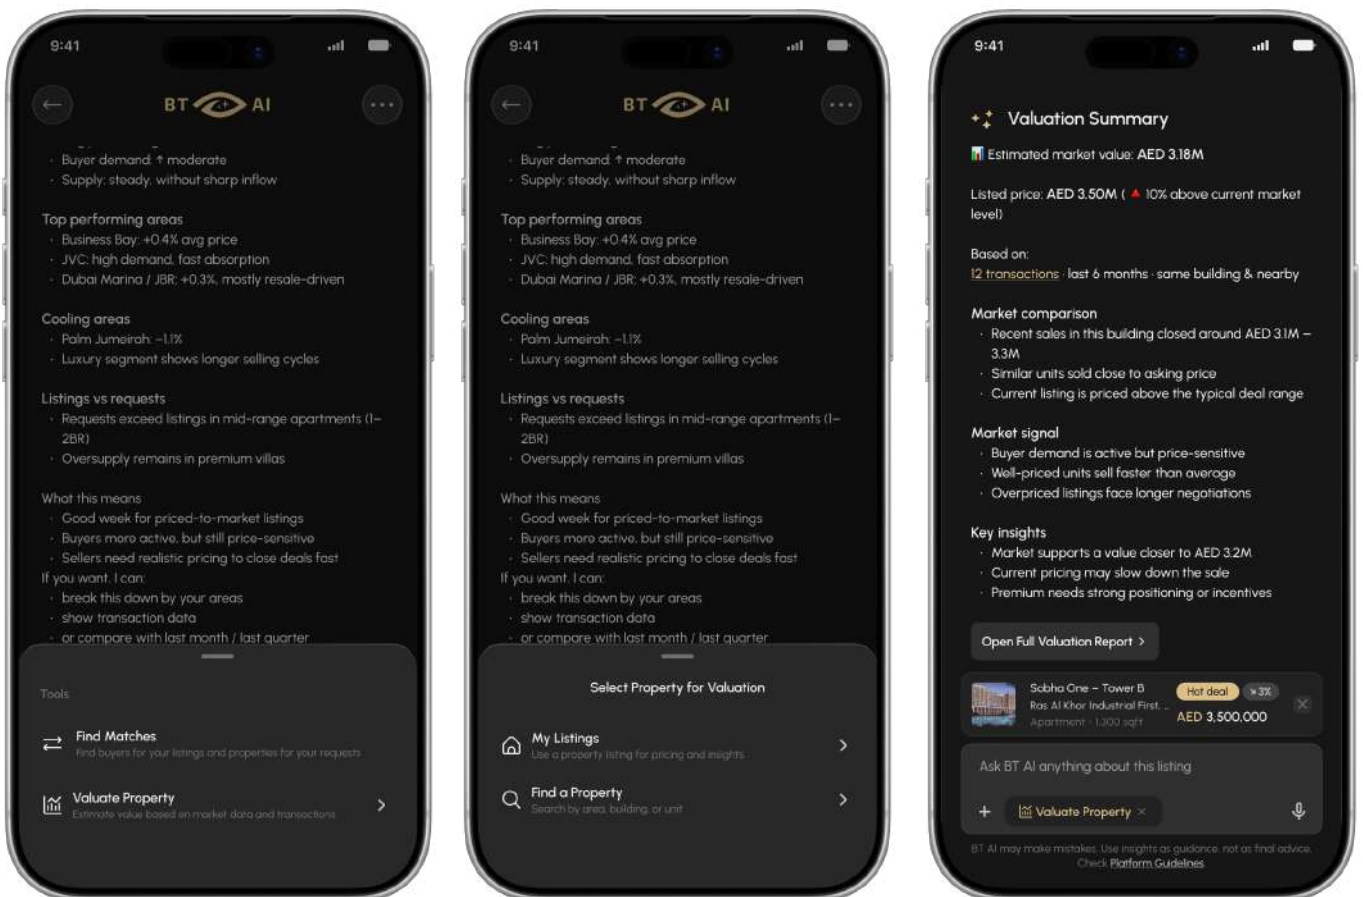 9:41
BT AI
· Buyer demand: ↑ moderate
· Supply: steady, without sharp inflow
Top performing areas
· Business Bay: +0.4% avg price
· JVC: high demand, fast absorption
· Dubai Marina / JBR: +0.3%, mostly resale-driven
Cooling areas
· Palm Jumeirah: −1.1%
· Luxury segment shows longer selling cycles
Listings vs requests
· Requests exceed listings in mid-range apartments (1–
2BR)
· Oversupply remains in premium villas
What this means
· Good week for priced-to-market listings
· Buyers more active, but still price-sensitive
· Sellers need realistic pricing to close deals fast
If you want, I can:
· break this down by your areas
· show transaction data
· or compare with last month / last quarter
Tools
Find Matches
Find buyers for your listings and properties for your requests
Valuate Property
Estimate value based on market data and transactions
9:41
BT AI
· Buyer demand: ↑ moderate
· Supply: steady, without sharp inflow
Top performing areas
· Business Bay: +0.4% avg price
· JVC: high demand, fast absorption
· Dubai Marina / JBR: +0.3%, mostly resale-driven
Cooling areas
· Palm Jumeirah: −1.1%
· Luxury segment shows longer selling cycles
Listings vs requests
· Requests exceed listings in mid-range apartments (1–
2BR)
· Oversupply remains in premium villas
What this means
· Good week for priced-to-market listings
· Buyers more active, but still price-sensitive
· Sellers need realistic pricing to close deals fast
If you want, I can:
· break this down by your areas
· show transaction data
· or compare with last month / last quarter
Select Property for Valuation
My Listings
Use a property listing for pricing and insights
Find a Property
Search by area, building, or unit
9:41
Valuation Summary
📊 Estimated market value: AED 3.18M
Listed price: AED 3.50M ( 🔺 10% above current market
level)
Based on:
12 transactions · last 6 months · same building & nearby
Market comparison
· Recent sales in this building closed around AED 3.1M –
3.3M
· Similar units sold close to asking price
· Current listing is priced above the typical deal range
Market signal
· Buyer demand is active but price-sensitive
· Well-priced units sell faster than average
· Overpriced listings face longer negotiations
Key insights
· Market supports a value closer to AED 3.2M
· Current pricing may slow down the sale
· Premium needs strong positioning or incentives
Open Full Valuation Report >
Sobha One – Tower B
Hot deal
3%
Ras Al Khor Industrial First, ...
Apartment · 1,300 sqft
AED 3,500,000
Ask BT AI anything about this listing
+ Valuate Property ×
BT AI may make mistakes. Use insights as guidance, not as final advice.
Check Platform Guidelines